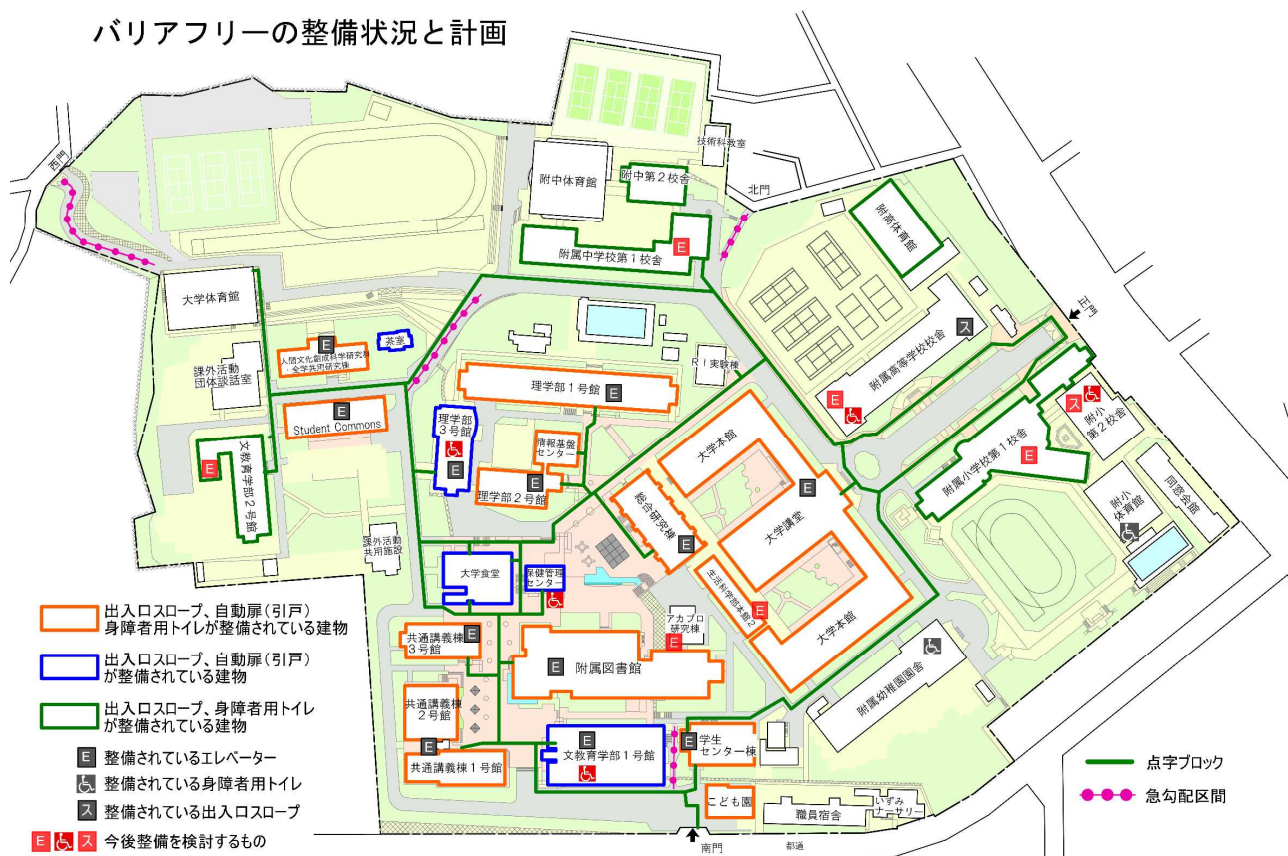 バリアフリーの整備状況と計画
技術科教室
西門
附中体育館
附中第2校舎
北門
附高体育館
附属中学校第1校舎
E
大学体育館
正門
ス
茶室
E
人間文化創成科学研究科
・全学共用研究棟
課外活動
団体談話室
RI実験棟
附属高等学校校舎
理学部1号館
E
E
ス
附小
第2校舎
E
Student Commons
理学部
3号館
E
情報基盤
センター
大学本館
附属小学校第1校舎
E
文教育学部2号館
E
E
理学部2号館
総合研究棟
E
E
大学講堂
附小
体育館
同窓会館
課外活動
共用施設
大学食堂
保健管理
センター
生活科学部本館2
E
大学本館
アカプロ
研究棟
E
共通講義棟
3号館
E
附属図書館
E
附属幼稚園園舎
共通講義棟
2号館
E
共通講義棟1号館
E
文教育学部1号館
E
学生
センター棟
こども園
職員宿舎
いずみ
ナーサリー
南門
都道
出入口スロープ、自動扉(引戸)
身障者用トイレが整備されている建物
出入口スロープ、自動扉(引戸)
が整備されている建物
出入口スロープ、身障者用トイレ
が整備されている建物
E 整備されているエレベーター
整備されている身障者用トイレ
ス 整備されている出入口スロープ
E ス 今後整備を検討するもの
点字ブロック
急勾配区間